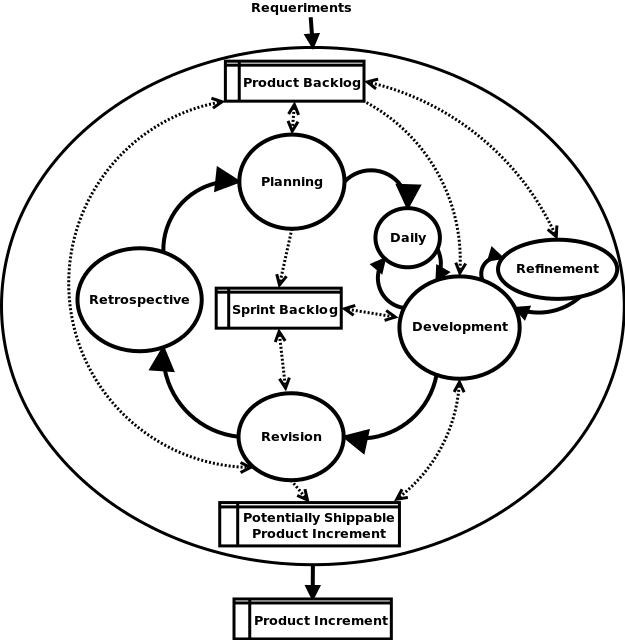 Requeriments
Product Backlog
Planning
Daily
Refinement
Retrospective
Sprint Backlog
Development
Revision
Potentially Shippable
Product Increment
Product Increment